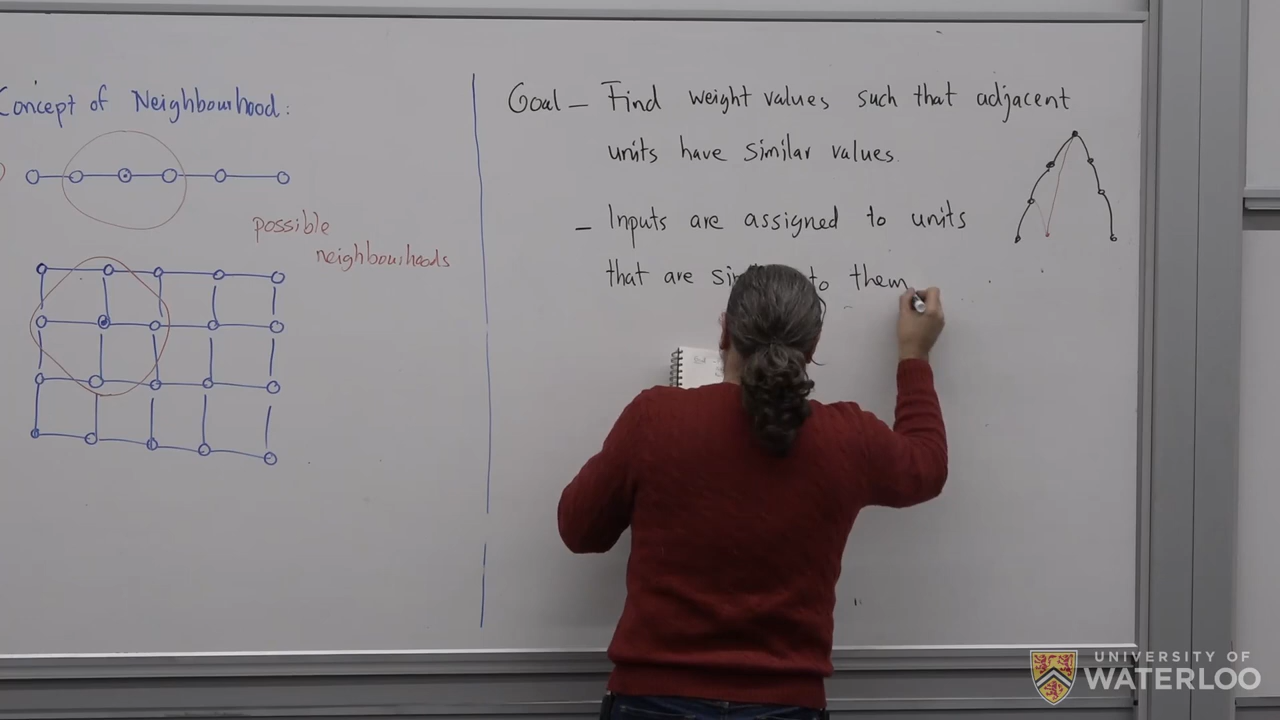 Concept of Neighbourhood:
possible
neighbourhoods
Goal – Find weight values such that adjacent
units have similar values.
– Inputs are assigned to units
that are to them
UNIVERSITY OF
WATERLOO